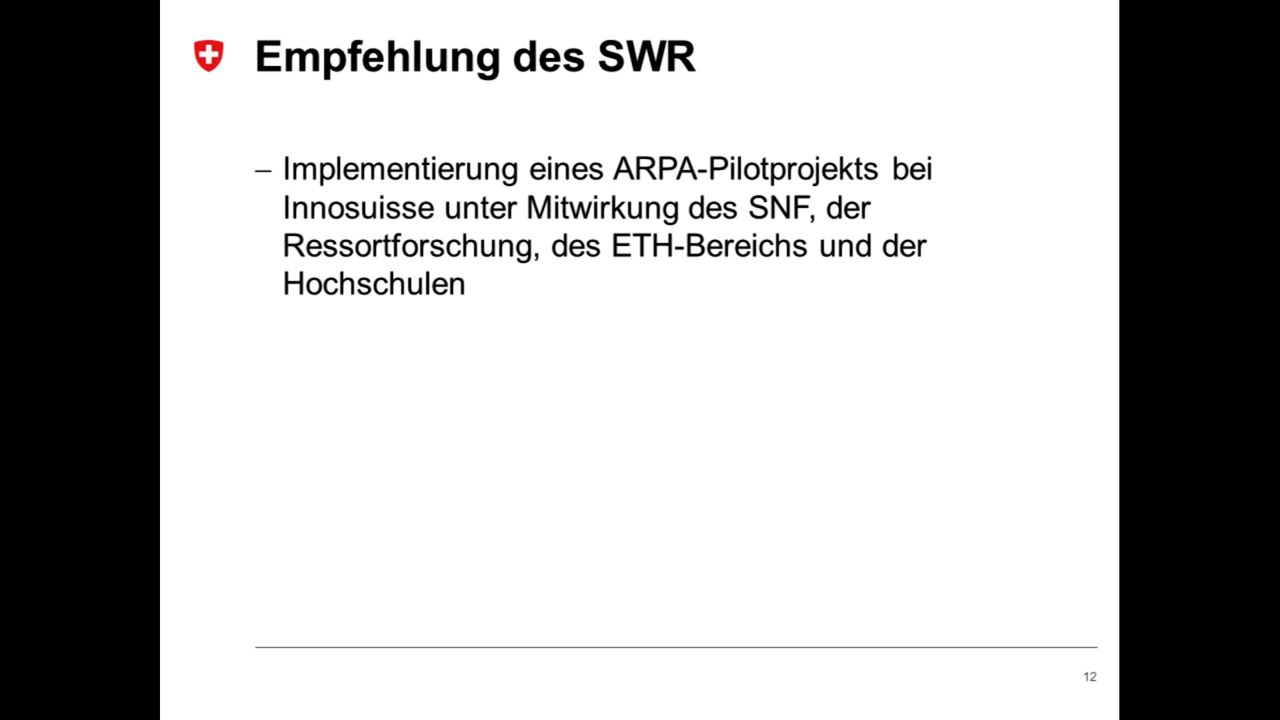 Empfehlung des SWR
– Implementierung eines ARPA-Pilotprojekts bei
Innosuisse unter Mitwirkung des SNF, der
Ressortforschung, des ETH-Bereichs und der
Hochschulen
12